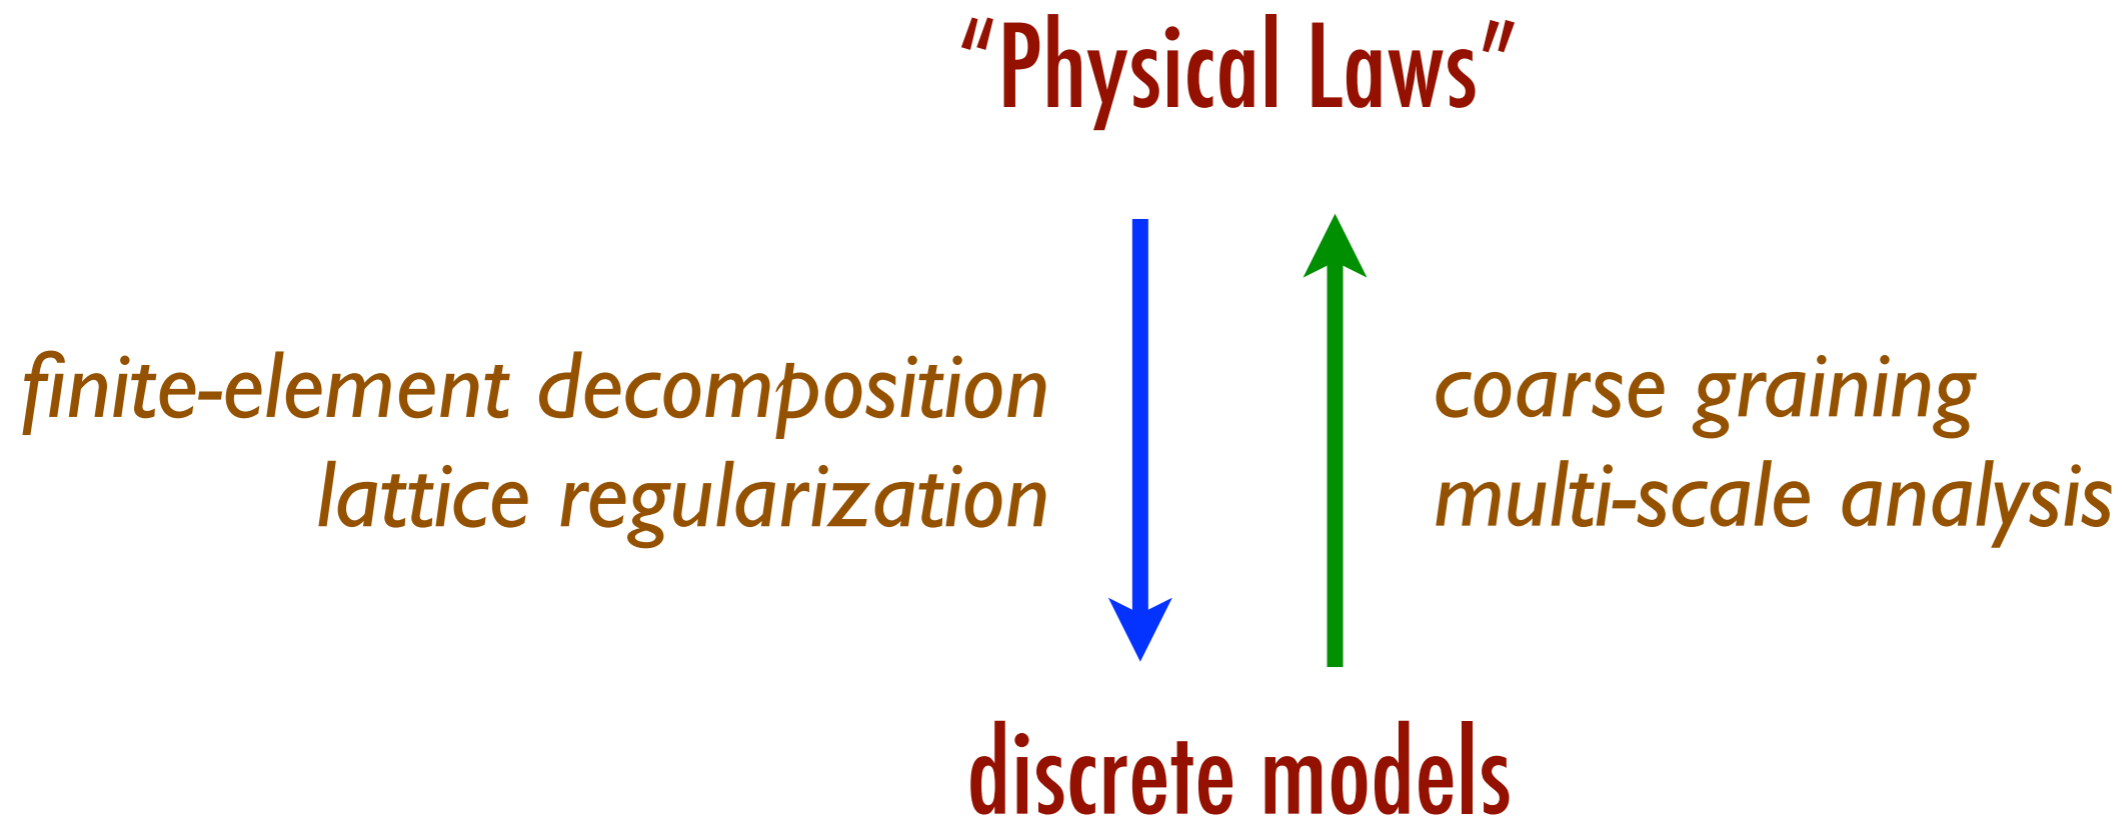 “Physical Laws”
finite-element decomposition
lattice regularization
coarse graining
multi-scale analysis
discrete models